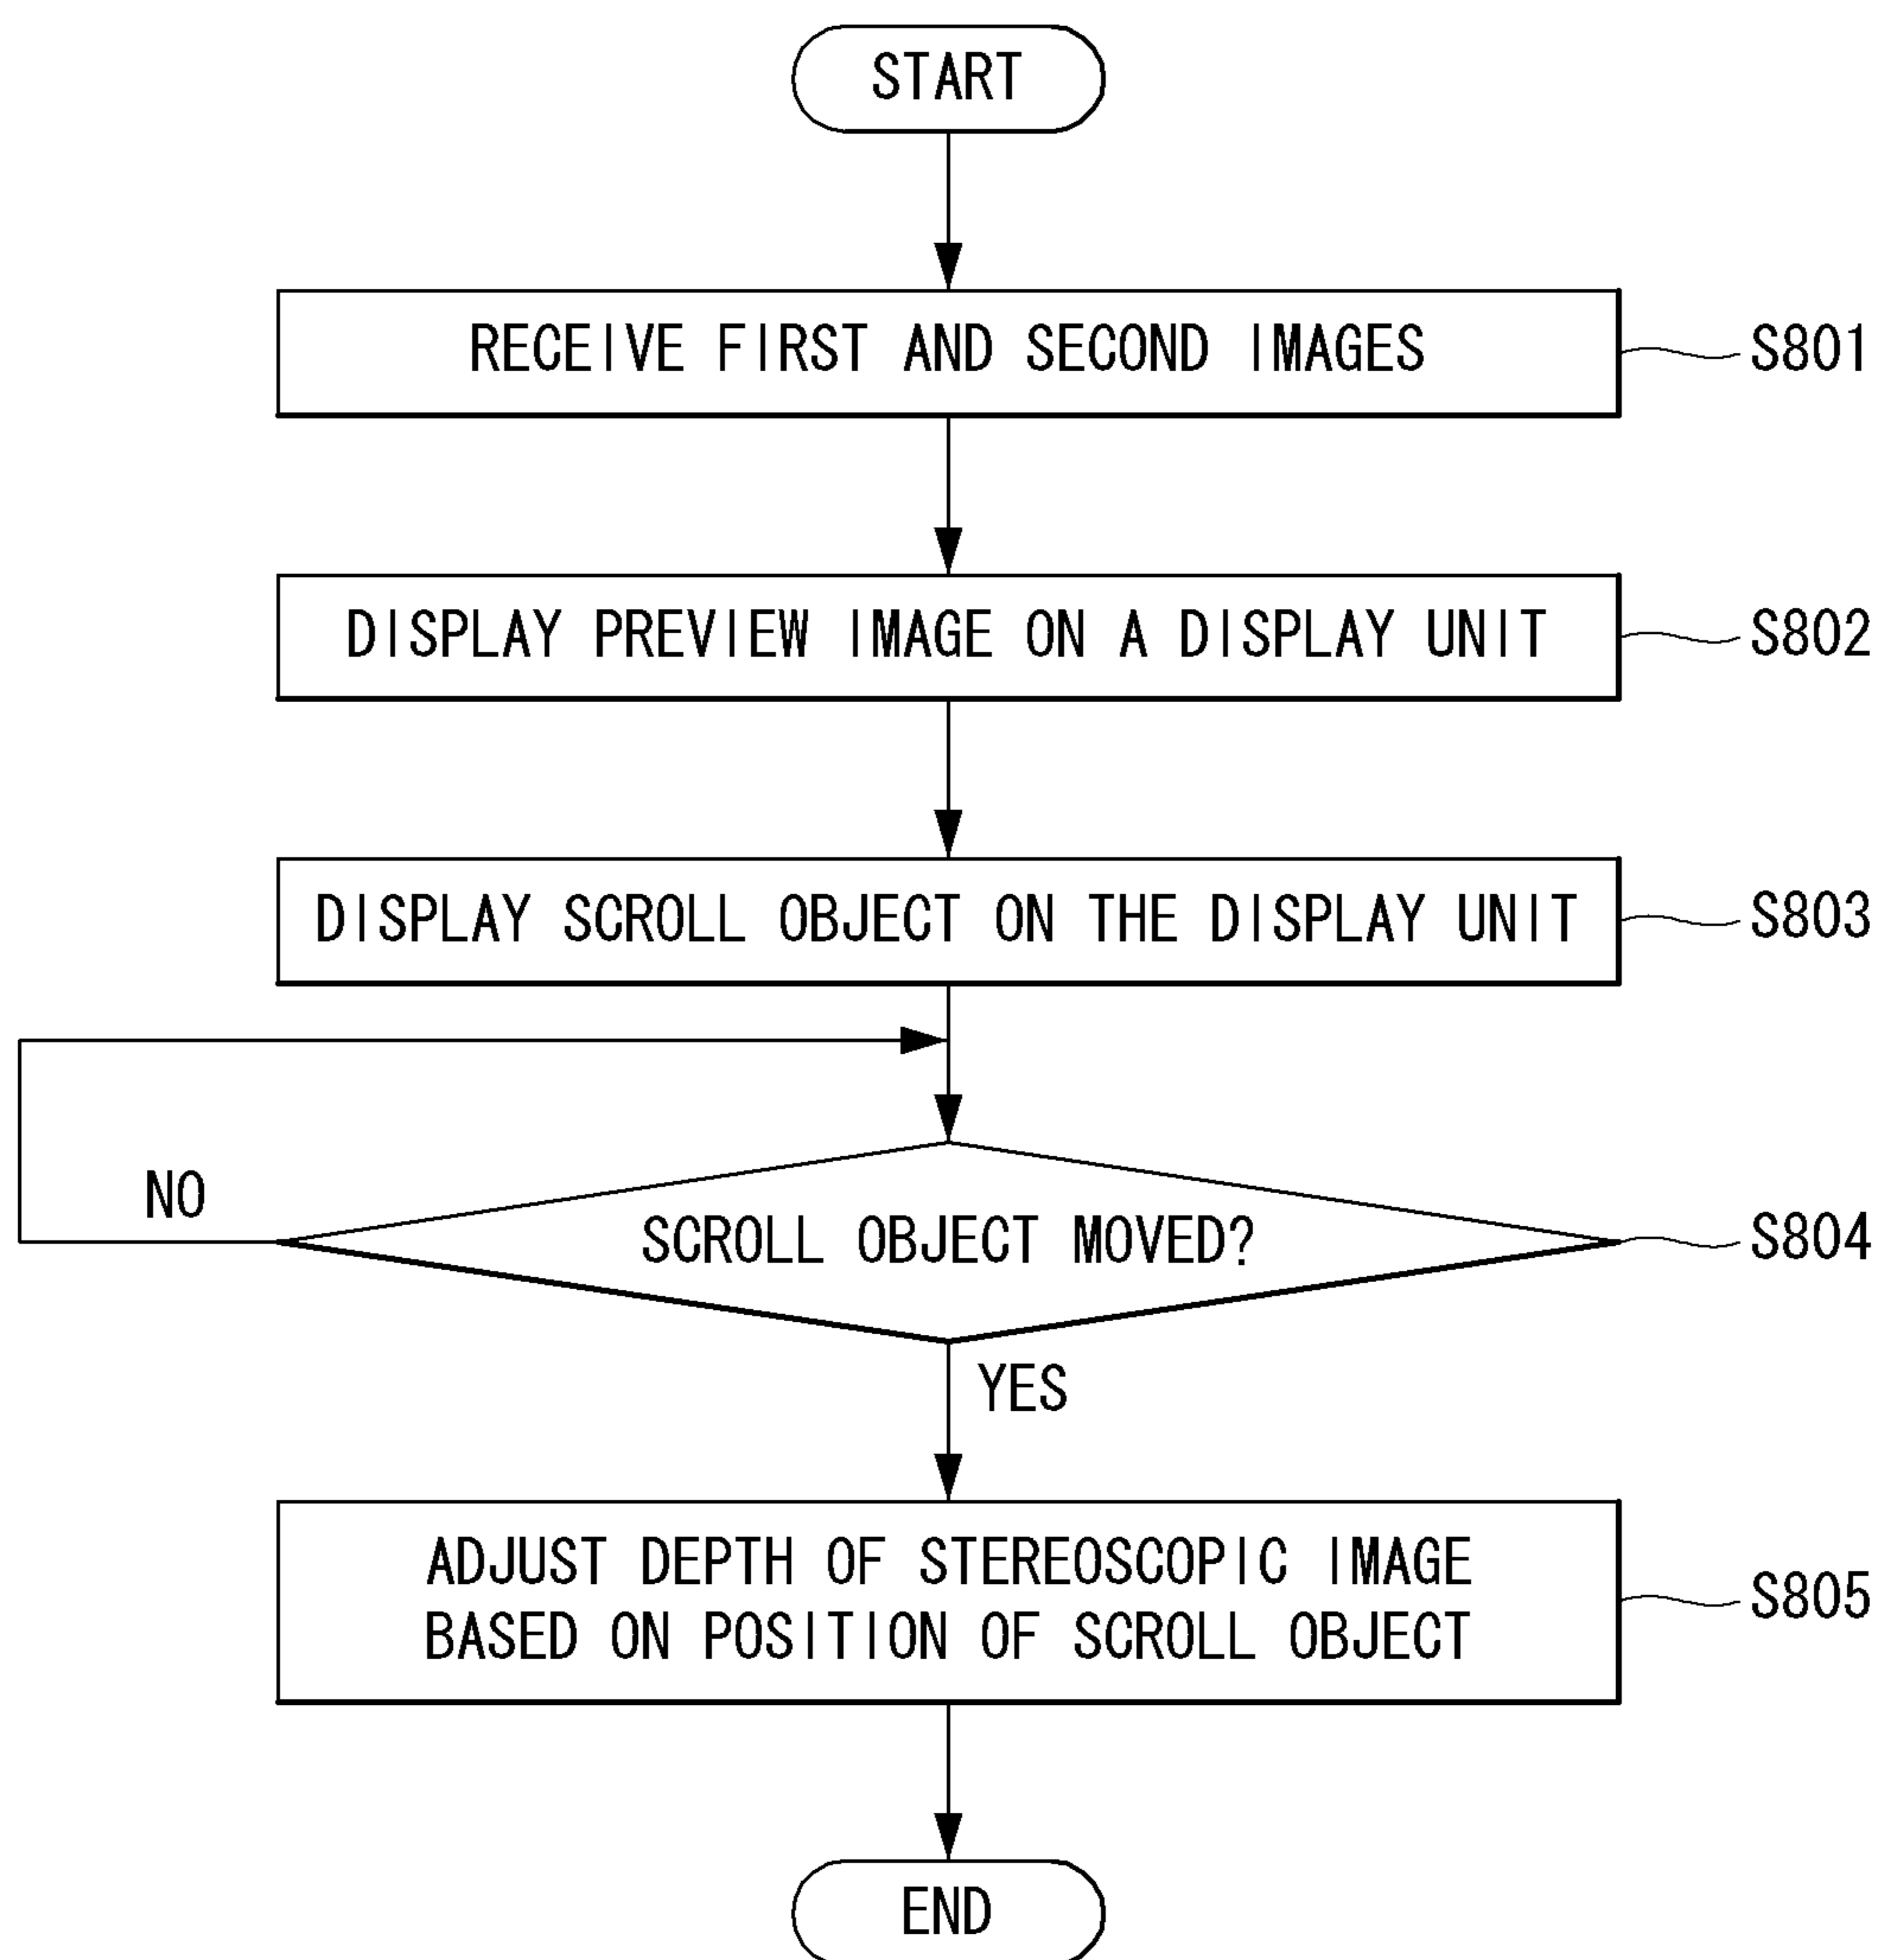 START
RECEIVE FIRST AND SECOND IMAGES
S801
DISPLAY PREVIEW IMAGE ON A DISPLAY UNIT
S802
DISPLAY SCROLL OBJECT ON THE DISPLAY UNIT
S803
NO
SCROLL OBJECT MOVED?
S804
YES
ADJUST DEPTH OF STEREOSCOPIC IMAGE
BASED ON POSITION OF SCROLL OBJECT
S805
END